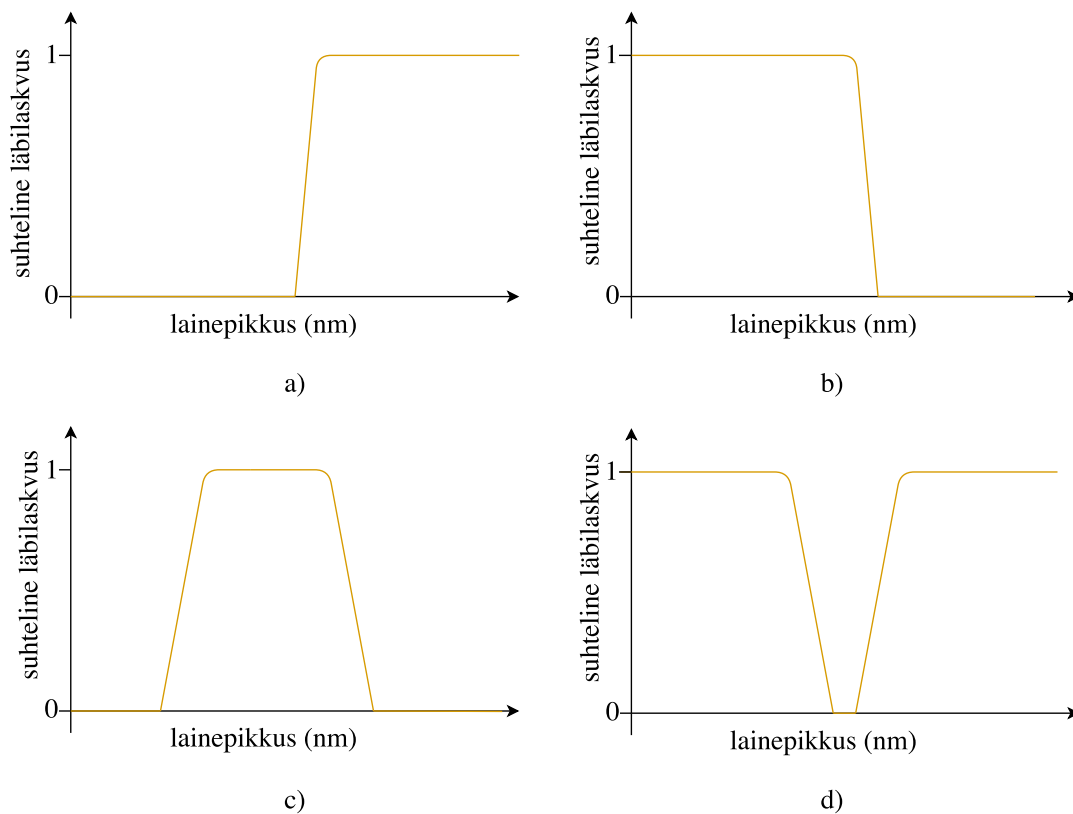 suhteline läbilaskvus
1
0
lainepikkus (nm)
a)
suhteline läbilaskvus
1
0
lainepikkus (nm)
b)
suhteline läbilaskvus
1
0
lainepikkus (nm)
c)
suhteline läbilaskvus
1
0
lainepikkus (nm)
d)